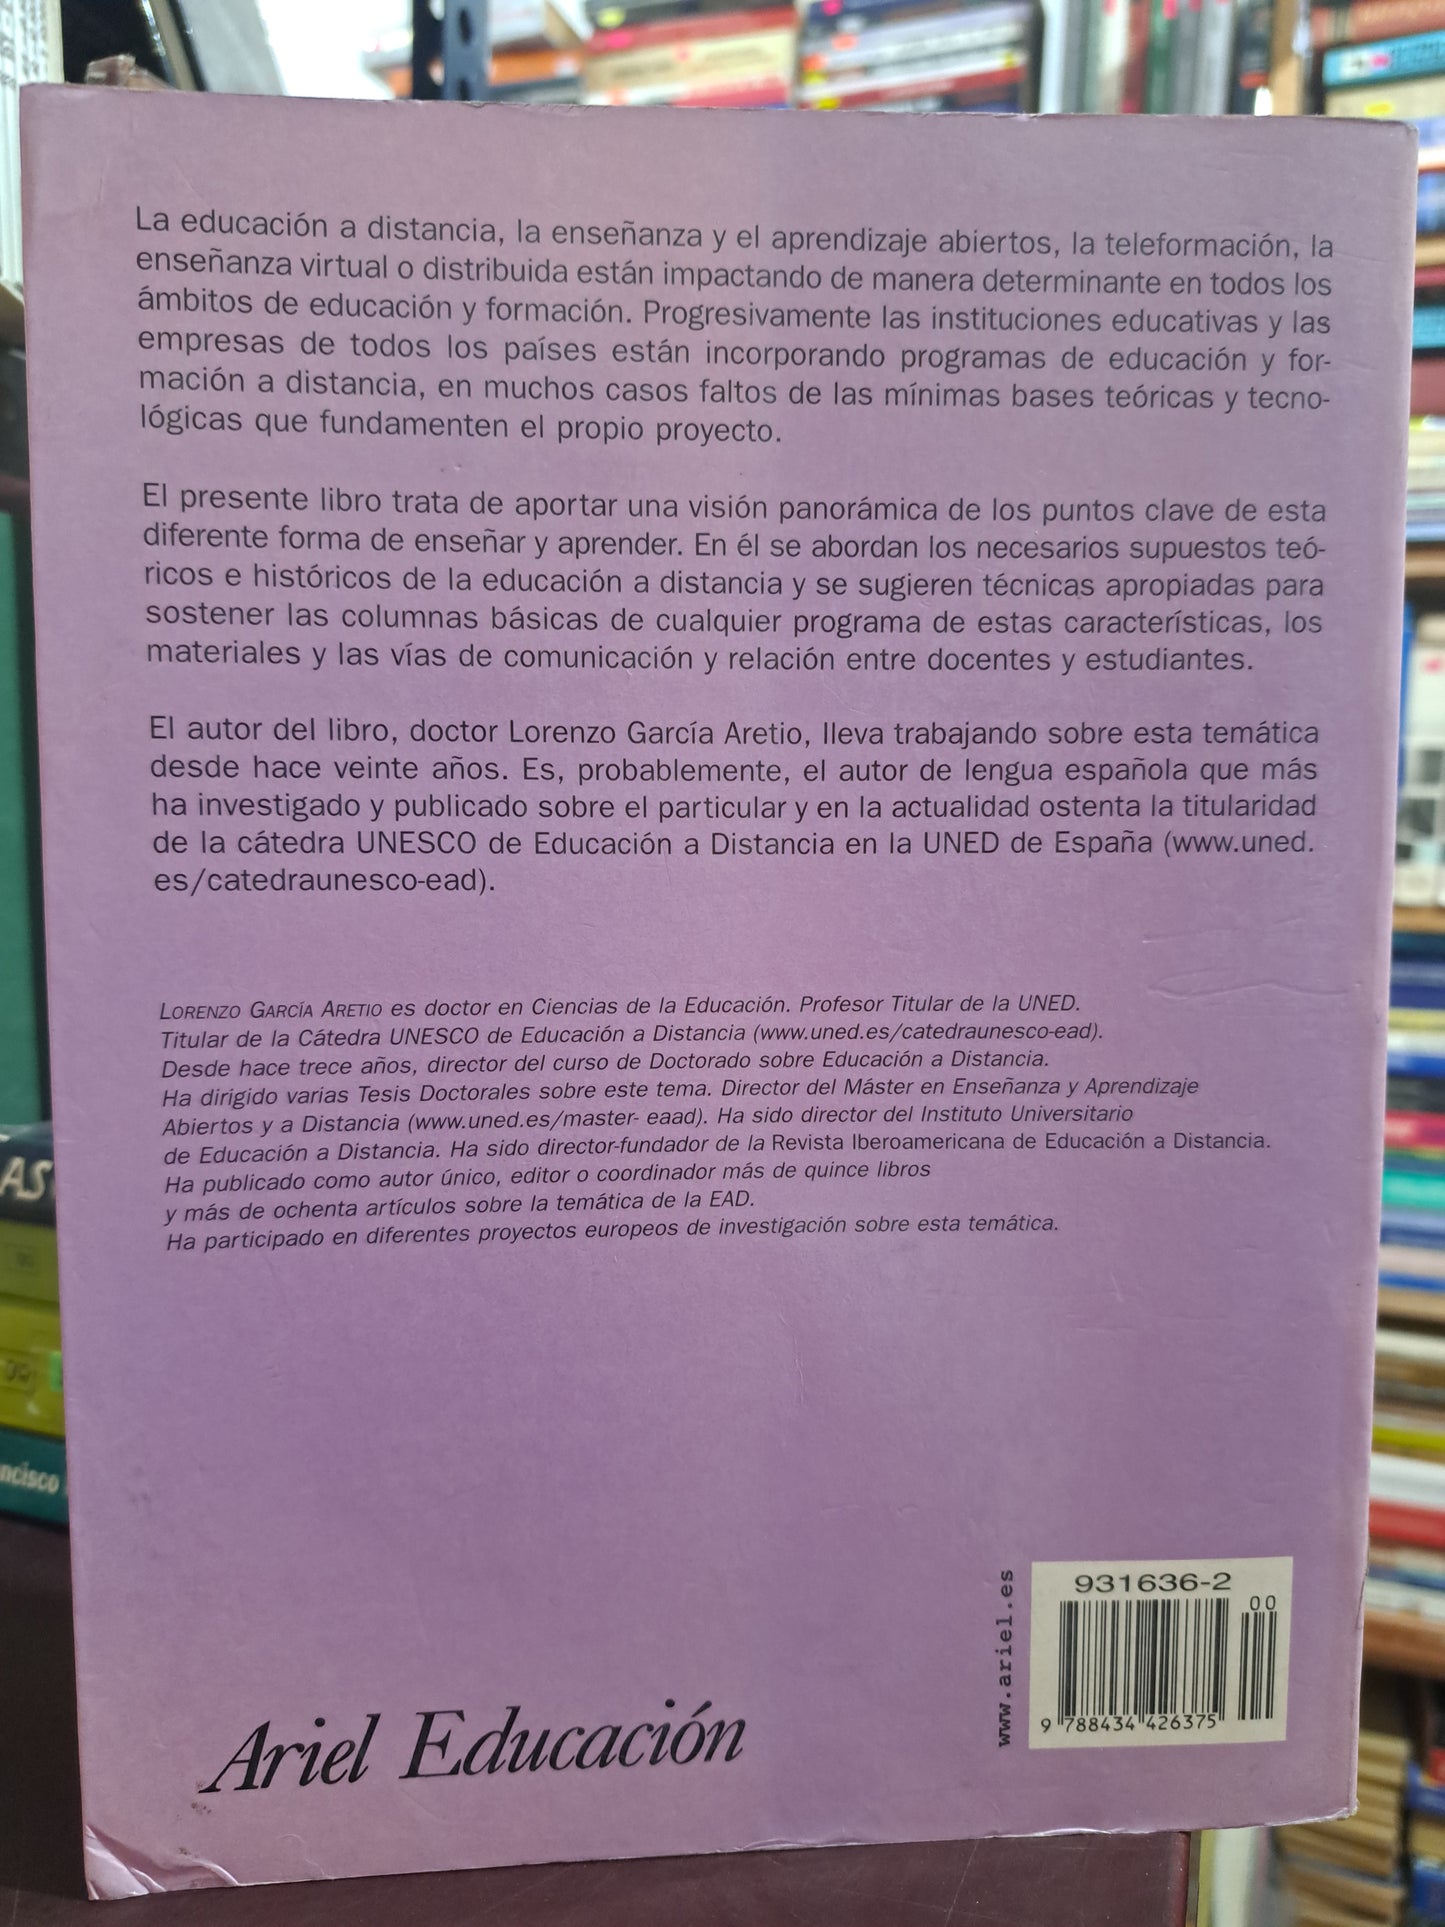 La educación a distancia, la enseñanza y el aprendizaje abiertos, la teleformación, la
enseñanza virtual o distribuida están impactando de manera determinante en todos los
ámbitos de educación y formación. Progresivamente las instituciones educativas y las
empresas de todos los países están incorporando programas de educación y for-
mación a distancia, en muchos casos faltos de las mínimas bases teóricas y tecno-
lógicas que fundamenten el propio proyecto.
El presente libro trata de aportar una visión panorámica de los puntos clave de esta
diferente forma de enseñar y aprender. En él se abordan los necesarios supuestos teó-
ricos e históricos de la educación a distancia y se sugieren técnicas apropiadas para
sostener las columnas básicas de cualquier programa de estas características, los
materiales y las vías de comunicación y relación entre docentes y estudiantes.
El autor del libro, doctor Lorenzo García Aretio, lleva trabajando sobre esta temática
desde hace veinte años. Es, probablemente, el autor de lengua española que más
ha investigado y publicado sobre el particular y en la actualidad ostenta la titularidad
de la cátedra UNESCO de Educación a Distancia en la UNED de España (www.uned.
es/catedraunesco-ead).
LORENZO GARCÍA ARETIO es doctor en Ciencias de la Educación. Profesor Titular de la UNED.
Titular de la Cátedra UNESCO de Educación a Distancia (www.uned.es/catedraunesco-ead).
Desde hace trece años, director del curso de Doctorado sobre Educación a Distancia.
Ha dirigido varias Tesis Doctorales sobre este tema. Director del Máster en Enseñanza y Aprendizaje
Abiertos y a Distancia (www.uned.es/master- eaad). Ha sido director del Instituto Universitario
de Educación a Distancia. Ha sido director-fundador de la Revista Iberoamericana de Educación a Distancia.
Ha publicado como autor único, editor o coordinador más de quince libros
y más de ochenta artículos sobre la temática de la EAD.
Ha participado en diferentes proyectos europeos de investigación sobre esta temática.
Ariel Educación
www.ariel.es
931636-2
00
9 788434 426375
AS
ncisco